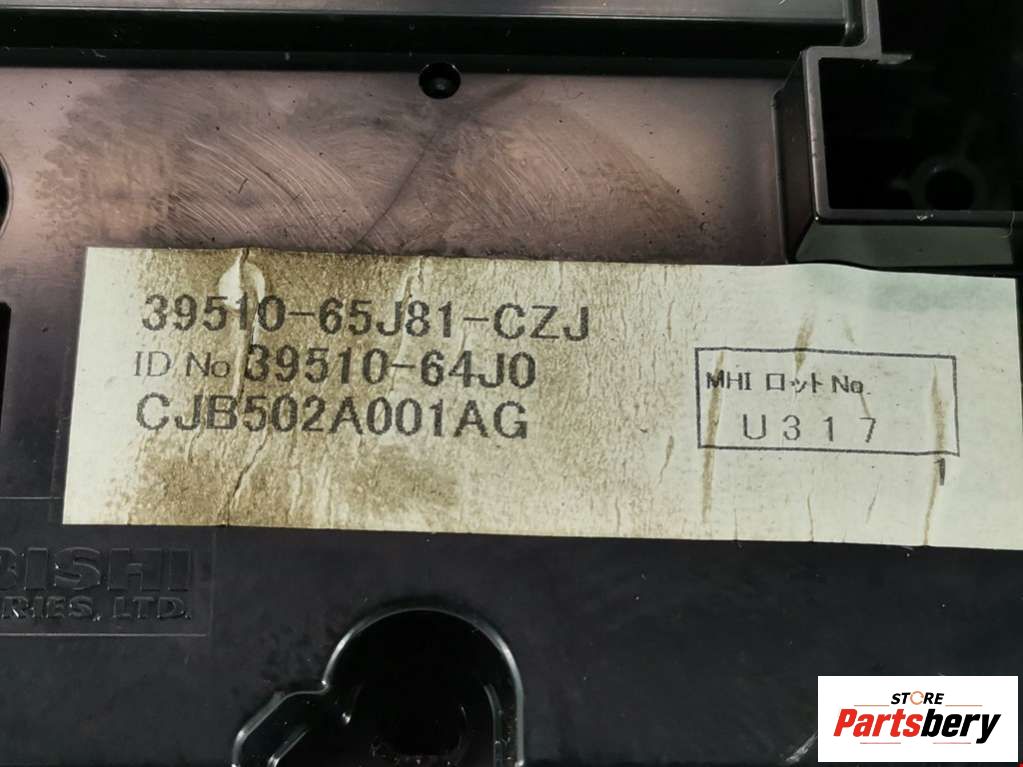 39510-65J81-CZJ
ID No 39510-64J0
CJB502A001AG
MHI ロット No.
U317
BISHI
RIES, LTD.
STORE
Partsbery